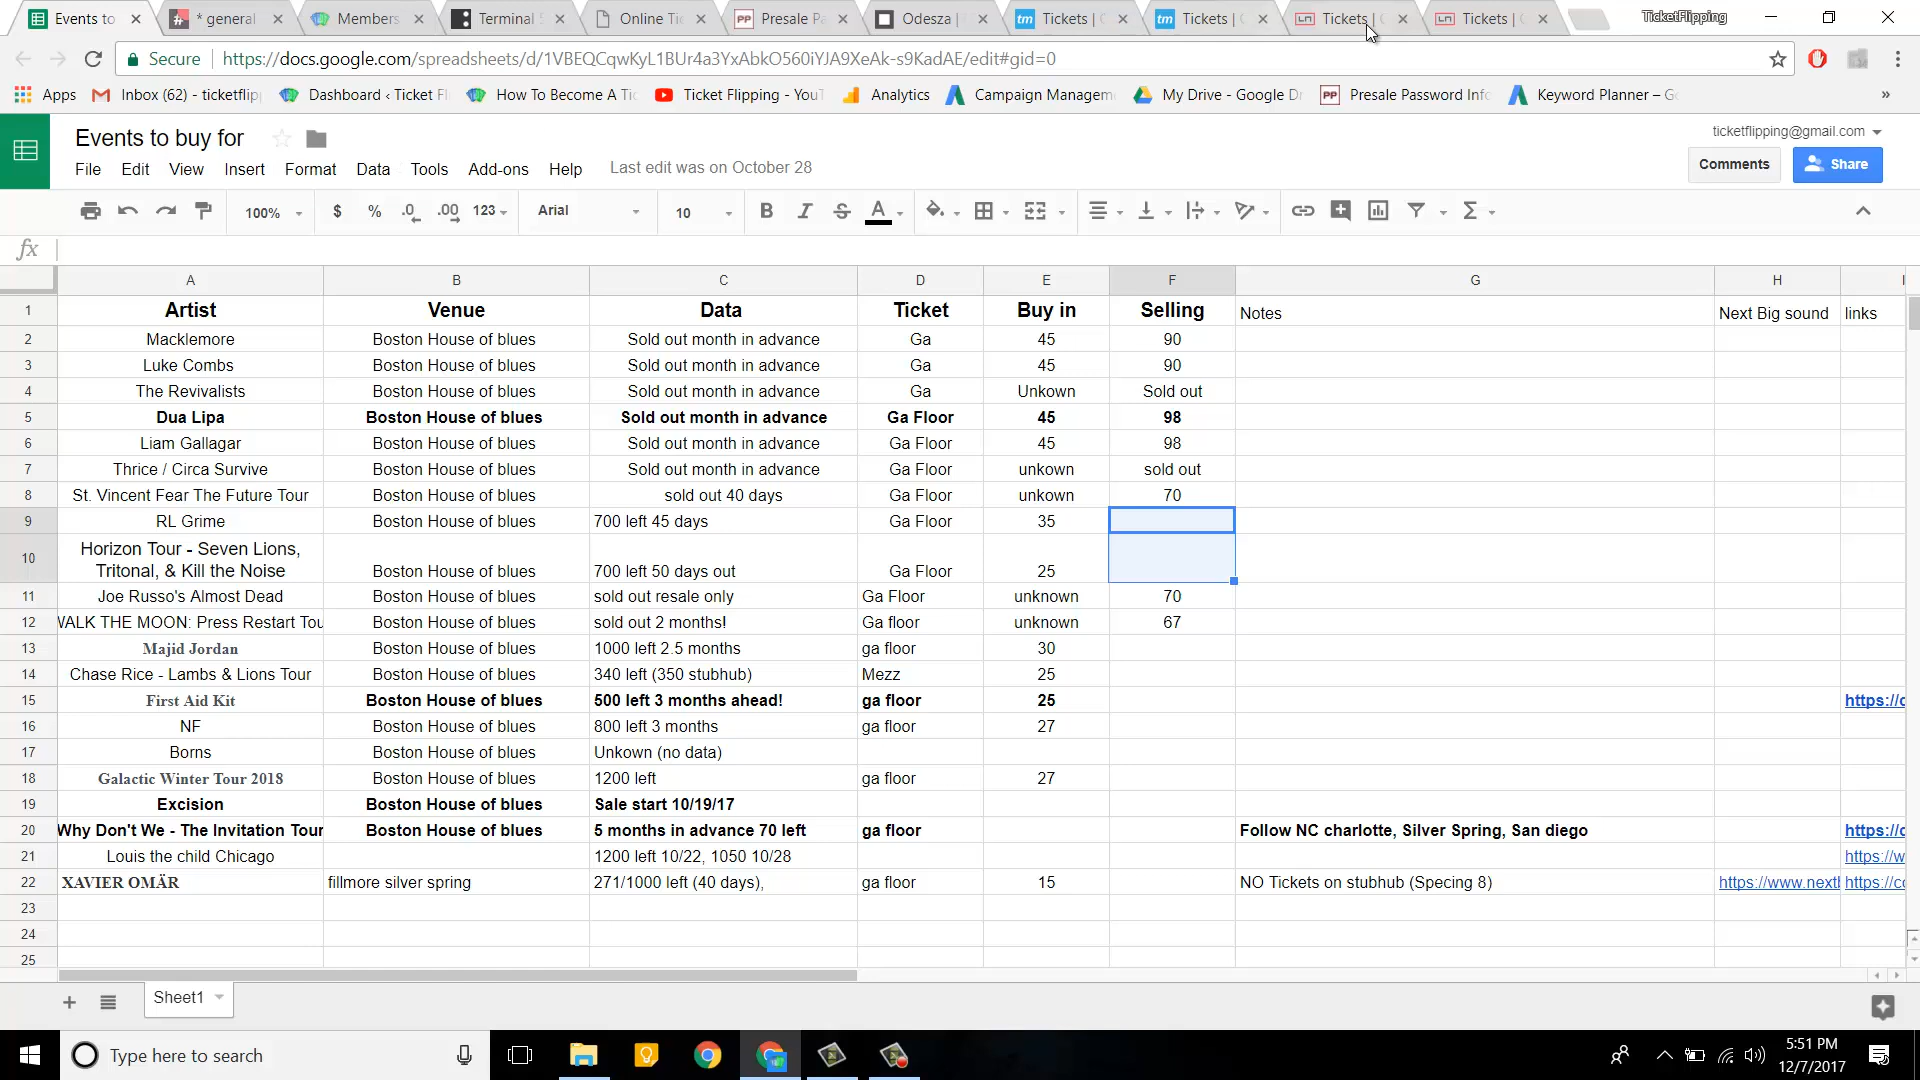 Events to
* general
Members
Terminal
Online Tic
PP Presale Pa
Odesza |
tm Tickets |
tm Tickets |
Tickets |
Tickets |
TicketFlipping
Secure https://docs.google.com/spreadsheets/d/1VBEQCqwKyL1BUr4a3YxAbkO560iYJA9XeAk-s9KadAE/edit#gid=0
Apps
Inbox (62) - ticketflip
Dashboard ‹ Ticket Fl
How To Become A Tic
Ticket Flipping - YouT
Analytics
Campaign Managem
My Drive - Google Dr
PP Presale Password Info
Keyword Planner – Go
»
Events to buy for
ticketflipping@gmail.com
File Edit View Insert Format Data Tools Add-ons Help Last edit was on October 28
Comments
Share
100% $ % .0 .00 123 Arial 10 B I S A Σ
fx
A B C D E F G H I
1 Artist Venue Data Ticket Buy in Selling Notes Next Big sound links
2 Macklemore Boston House of blues Sold out month in advance Ga 45 90
3 Luke Combs Boston House of blues Sold out month in advance Ga 45 90
4 The Revivalists Boston House of blues Sold out month in advance Ga Unkown Sold out
5 Dua Lipa Boston House of blues Sold out month in advance Ga Floor 45 98
6 Liam Gallagar Boston House of blues Sold out month in advance Ga Floor 45 98
7 Thrice / Circa Survive Boston House of blues Sold out month in advance Ga Floor unkown sold out
8 St. Vincent Fear The Future Tour Boston House of blues sold out 40 days Ga Floor unkown 70
9 RL Grime Boston House of blues 700 left 45 days Ga Floor 35
10 Horizon Tour - Seven Lions,
Tritonal, & Kill the Noise Boston House of blues 700 left 50 days out Ga Floor 25
11 Joe Russo's Almost Dead Boston House of blues sold out resale only Ga Floor unknown 70
12 WALK THE MOON: Press Restart Tou Boston House of blues sold out 2 months! Ga floor unknown 67
13 Majid Jordan Boston House of blues 1000 left 2.5 months ga floor 30
14 Chase Rice - Lambs & Lions Tour Boston House of blues 340 left (350 stubhub) Mezz 25
15 First Aid Kit Boston House of blues 500 left 3 months ahead! ga floor 25 https://c
16 NF Boston House of blues 800 left 3 months ga floor 27
17 Borns Boston House of blues Unkown (no data)
18 Galactic Winter Tour 2018 Boston House of blues 1200 left ga floor 27
19 Excision Boston House of blues Sale start 10/19/17
20 Why Don't We - The Invitation Tour Boston House of blues 5 months in advance 70 left ga floor Follow NC charlotte, Silver Spring, San diego https://c
21 Louis the child Chicago 1200 left 10/22, 1050 10/28 https://w
22 XAVIER OMÄR fillmore silver spring 271/1000 left (40 days), ga floor 15 NO Tickets on stubhub (Specing 8) https://www.nextb https://co
23
24
25
+ Sheet1
Type here to search
5:51 PM
12/7/2017